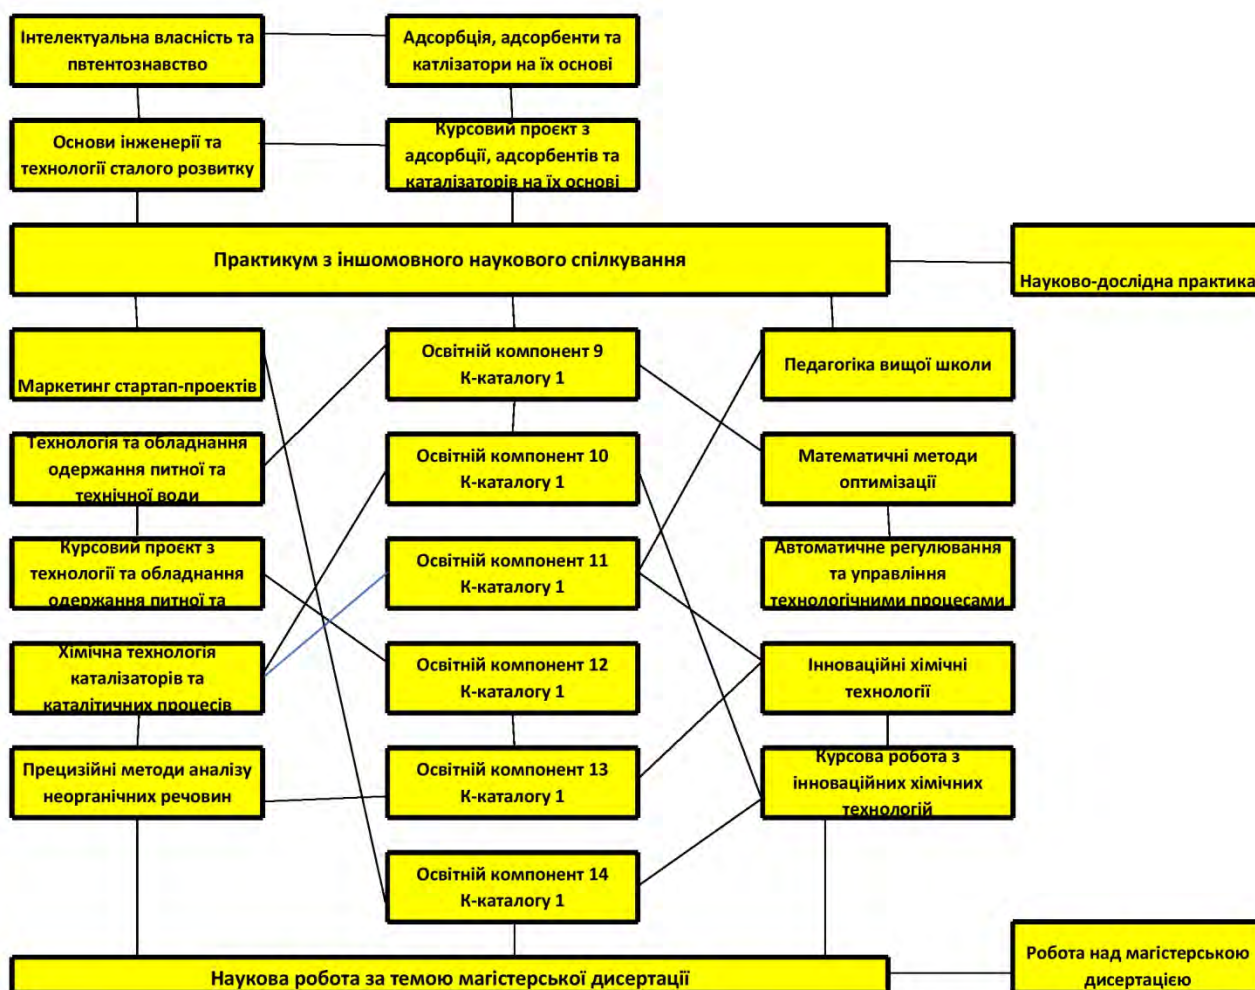 Інтелектуальна власність та
пвтентознавство
Адсорбція, адсорбенти та
катлізатори на їх основі
Основи інженерії та
технології сталого розвитку
Курсовий проєкт з
адсорбції, адсорбентів та
каталізаторів на їх основі
Практикум з іншомовного наукового спілкування
Науково-дослідна практика
Маркетинг стартап-проектів
Освітній компонент 9
К-каталогу 1
Педагогіка вищої школи
Технологія та обладнання
одержання питної та
технічної води
Освітній компонент 10
К-каталогу 1
Математичні методи
оптимізації
Курсовий проєкт з
технології та обладнання
одержання питної та
Освітній компонент 11
К-каталогу 1
Автоматичне регулювання
та управління
технологічними процесами
Хімічна технологія
каталізаторів та
каталітичних процесів
Освітній компонент 12
К-каталогу 1
Інноваційні хімічні
технології
Прецизійні методи аналізу
неорганічних речовин
Освітній компонент 13
К-каталогу 1
Курсова робота з
інноваційних хімічних
технологій
Освітній компонент 14
К-каталогу 1
Наукова робота за темою магістерської дисертації
Робота над магістерською
дисертацією